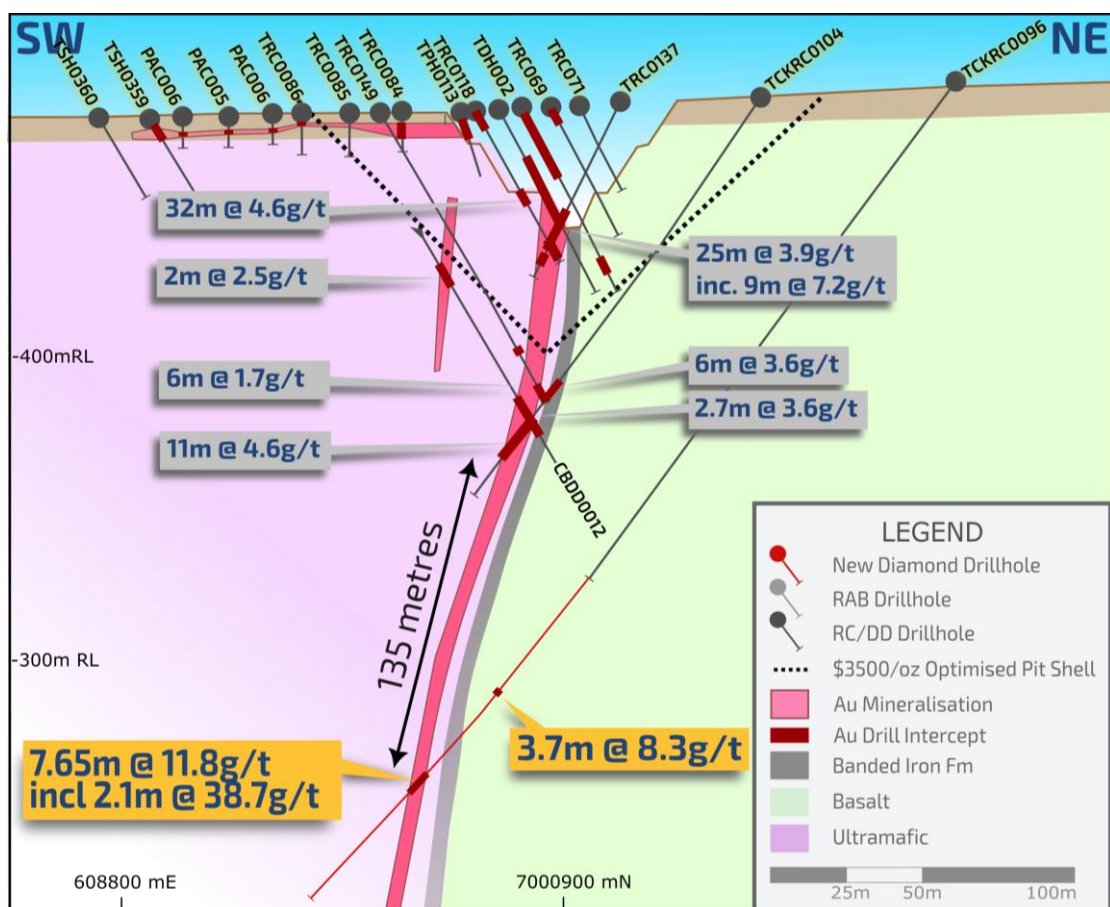 SW
NE
TSH0360
TSH0359
PAC006
PAC005
PAC006
TRC0086
TRC0085
TRC0149
TRC0084
TPH0113
TRC0118
TDH002
TRC069
TRC071
TRC0137
TCKRC0104
TCKRC0096
32m @ 4.6g/t
2m @ 2.5g/t
25m @ 3.9g/t
inc. 9m @ 7.2g/t
-400mRL
6m @ 1.7g/t
6m @ 3.6g/t
2.7m @ 3.6g/t
11m @ 4.6g/t
CBDD0012
135 metres
-300m RL
7.65m @ 11.8g/t
incl 2.1m @ 38.7g/t
3.7m @ 8.3g/t
608800 mE
7000900 mN
LEGEND
New Diamond Drillhole
RAB Drillhole
RC/DD Drillhole
$3500/oz Optimised Pit Shell
Au Mineralisation
Au Drill Intercept
Banded Iron Fm
Basalt
Ultramafic
25m
50m
100m